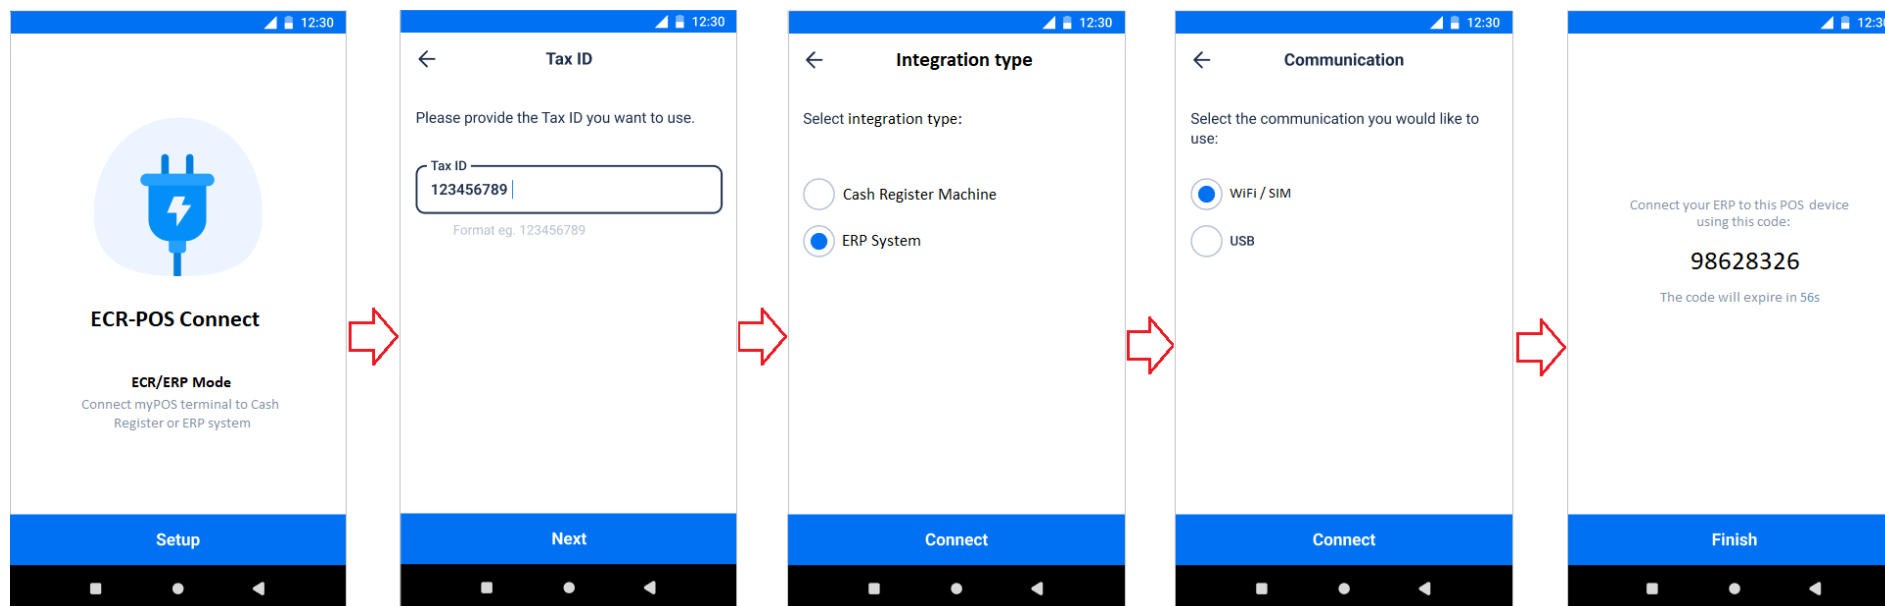 12:30
ECR-POS Connect
ECR/ERP Mode
Connect myPOS terminal to Cash
Register or ERP system
Setup
12:30
Tax ID
Please provide the Tax ID you want to use.
Tax ID
123456789
Format eg. 123456789
Next
12:30
Integration type
Select integration type:
Cash Register Machine
ERP System
Connect
12:30
Communication
Select the communication you would like to
use:
WiFi / SIM
USB
Connect
12:30
Connect your ERP to this POS device
using this code:
98628326
The code will expire in 56s
Finish